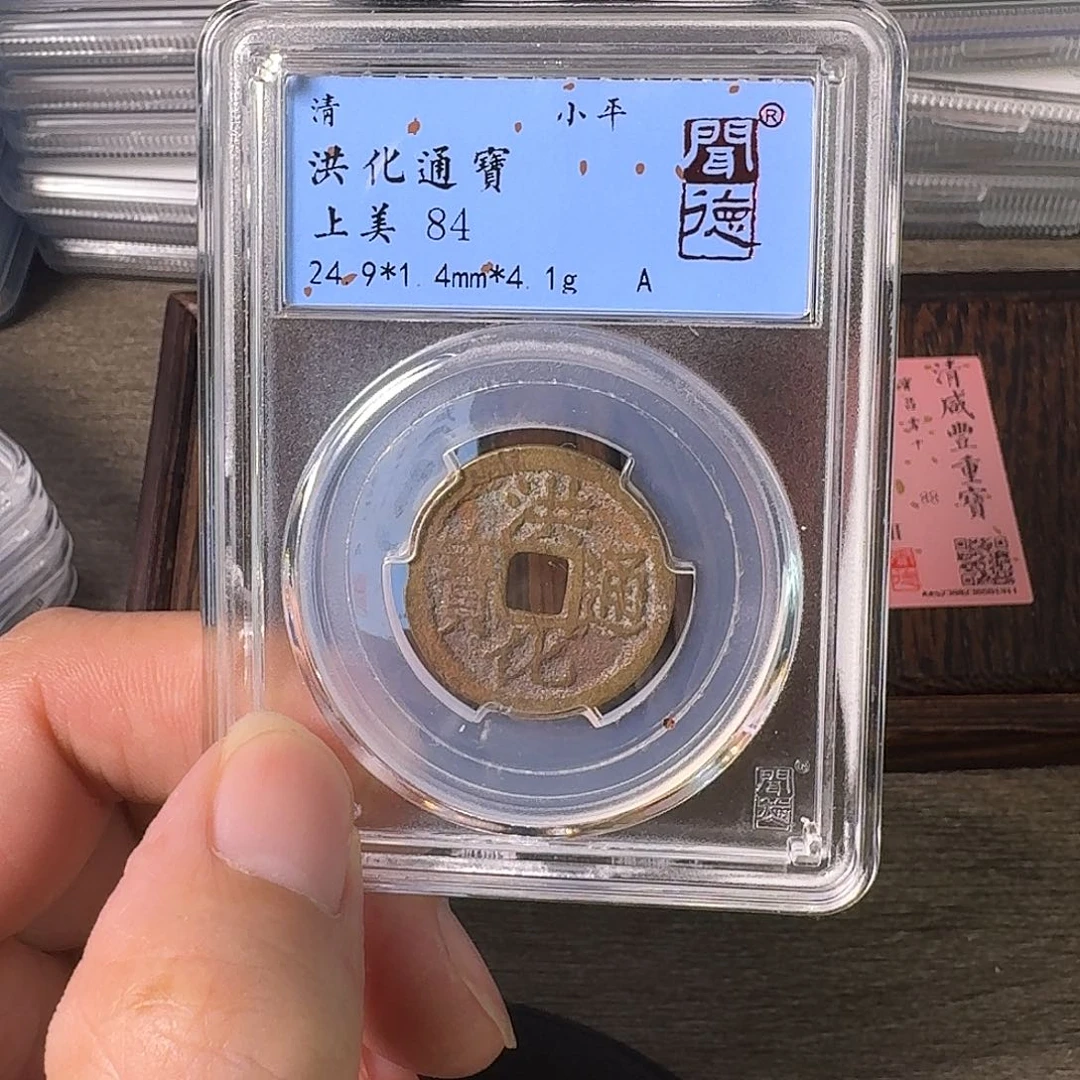 清 小平
洪化通寶
上美 84
24.9*1.4mm*4.1g A
聞德
®
洪化通寶
聞德
清咸豐重寶